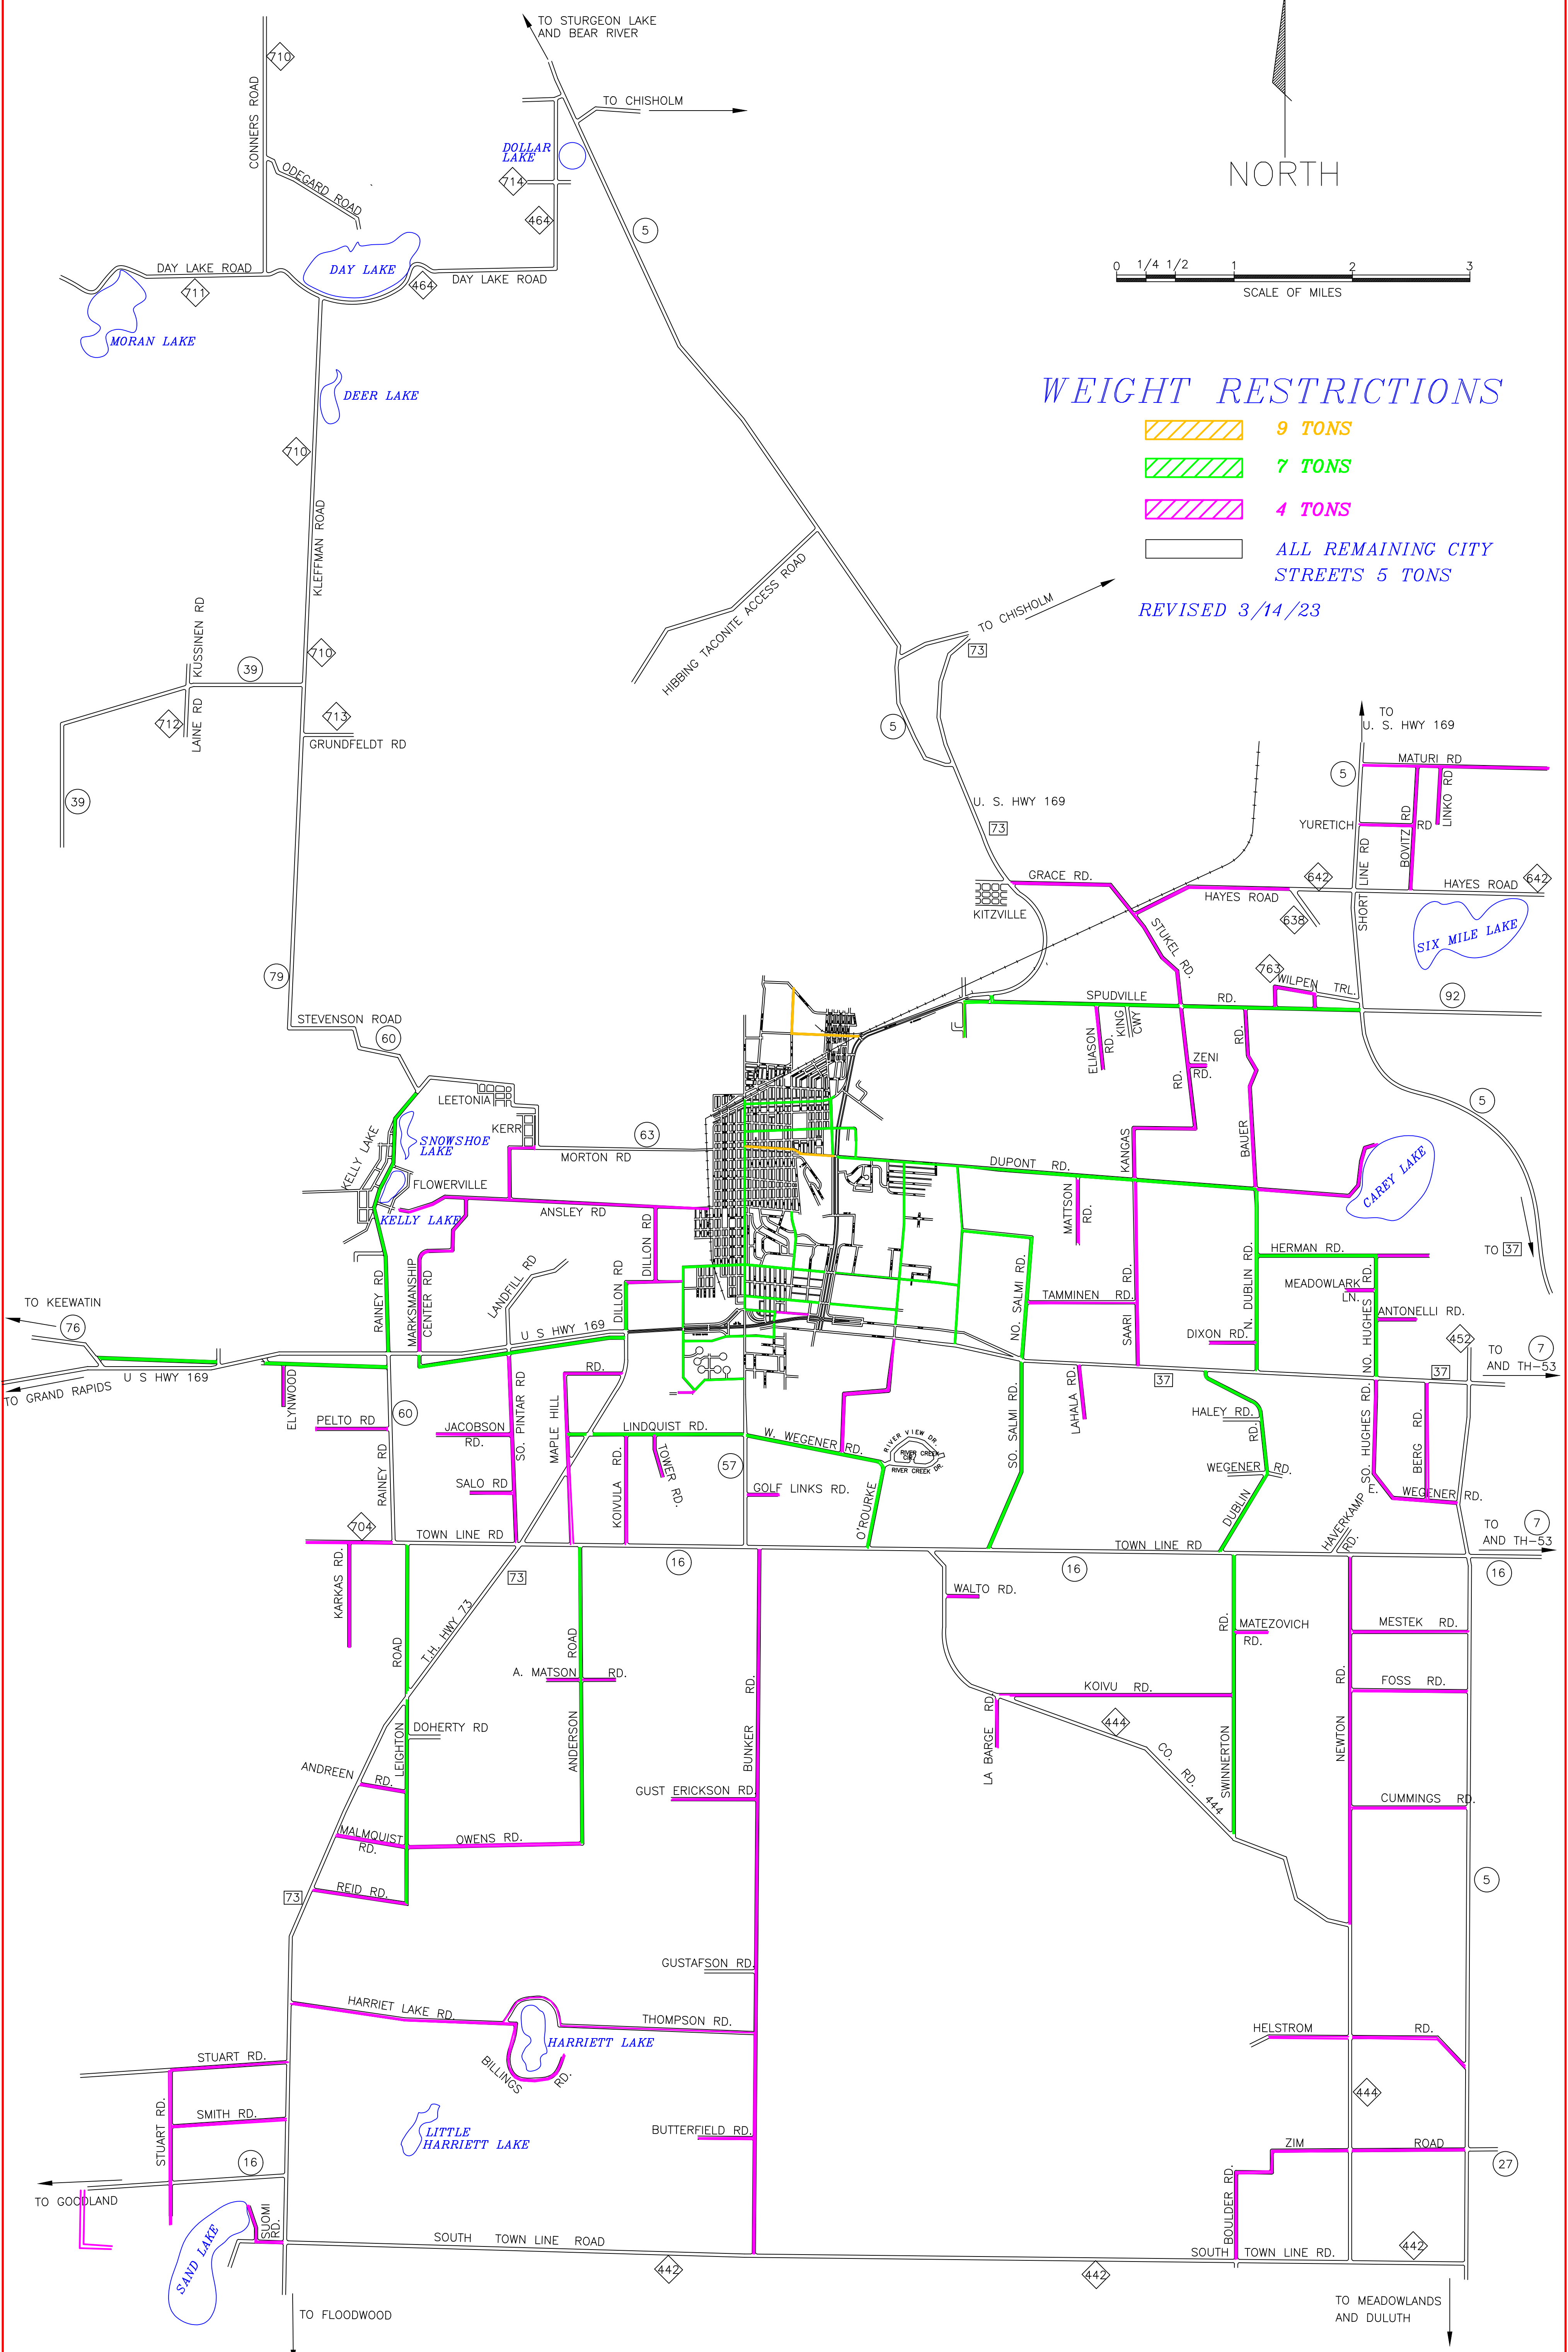 TO STURGEON LAKE
AND BEAR RIVER
710
CONNERS ROAD
TO CHISHOLM
DOLLAR
LAKE
714
ODEGARD ROAD
464
5
NORTH
DAY LAKE ROAD
DAY LAKE
464
DAY LAKE ROAD
711
MORAN LAKE
0 1/4 1/2 1 2 3
SCALE OF MILES
DEER LAKE
WEIGHT RESTRICTIONS
9 TONS
7 TONS
4 TONS
ALL REMAINING CITY
STREETS 5 TONS
REVISED 3/14/23
710
KLEFFMAN ROAD
HIBBING TACONITE ACCESS ROAD
TO CHISHOLM
73
KUSSINEN RD
39
710
712
LAINE RD
713
GRUNDFELDT RD
5
39
TO
U. S. HWY 169
MATURI RD
5
LINKO RD
YURETICH RD
BOVITZ RD
U. S. HWY 169
73
GRACE RD.
KITZVILLE
HAYES ROAD
642
638
SHORT LINE RD
HAYES ROAD
642
SIX MILE LAKE
STUKEL RD.
763
WILPEN TRL.
92
79
STEVENSON ROAD
60
SPUDVILLE RD.
KING
CWY
ELIASON
RD.
ZENI
RD.
RD.
RD.
5
LEETONIA
KERR
63
MORTON RD
SNOWSHOE
LAKE
KELLY LAKE
FLOWERVILLE
KELLY LAKE
ANSLEY RD
DUPONT RD.
KANGAS
BAUER
CAREY LAKE
MATTSON
RD.
DILLON RD
LANDFILL RD
DILLON RD
MARKSMANSHIP
CENTER RD
RAINEY RD
NO. SALMI RD.
TAMMINEN RD.
SAARI RD.
N. DUBLIN RD.
HERMAN RD.
MEADOWLARK
LN.
NO. HUGHES RD.
ANTONELLI RD.
DIXON RD.
TO 37
452
TO 7
AND TH-53
TO KEEWATIN
76
U S HWY 169
U S HWY 169
TO GRAND RAPIDS
ELYNWOOD
PELTO RD
60
JACOBSON
RD.
SO. PINTAR RD
MAPLE HILL
RD.
LINDQUIST RD.
W. WEGENER RD.
RIVER VIEW DR
RIVER CREEK
CIR
RIVER CREEK DR.
SALO RD
KOIVULA RD.
TOWER RD.
57
GOLF LINKS RD.
O'ROURKE
SO. SALMI RD.
LAHALA RD.
37
HALEY RD.
RD.
WEGENER RD.
DUBLIN
SO. HUGHES RD.
BERG RD.
37
E. WEGENER RD.
HAVERKAMP
RD.
TO 7
AND TH-53
RAINEY RD
704
TOWN LINE RD
16
TOWN LINE RD
16
16
73
KARKAS RD.
T.H. HWY 73
LEIGHTON ROAD
A. MATSON RD.
ANDERSON ROAD
BUNKER RD.
WALTO RD.
MATEZOVICH
RD.
SWINNERTON RD.
NEWTON RD.
MESTEK RD.
KOIVU RD.
FOSS RD.
LA BARGE RD.
444
CO. RD. 444
DOHERTY RD
ANDREEN RD.
GUST ERICKSON RD.
CUMMINGS RD.
MALMQUIST
RD.
OWENS RD.
REID RD.
73
5
GUSTAFSON RD.
HARRIET LAKE RD.
THOMPSON RD.
HARRIETT LAKE
BILLINGS RD.
HELSTROM RD.
444
STUART RD.
SMITH RD.
STUART RD.
LITTLE
HARRIETT LAKE
BUTTERFIELD RD.
ZIM ROAD
27
16
TO GOODLAND
SUOMI
RD.
SAND LAKE
SOUTH TOWN LINE ROAD
442
442
BOULDER RD.
SOUTH TOWN LINE RD.
442
TO FLOODWOOD
TO MEADOWLANDS
AND DULUTH